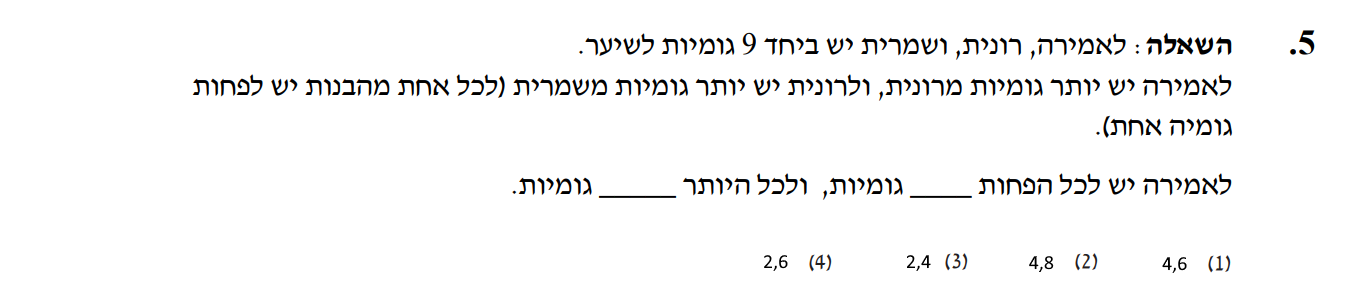 5. השאלה: לאמירה, רונית, ושמרית יש ביחד 9 גומיות לשיער.
לאמירה יש יותר גומיות מרונית, ולרונית יש יותר גומיות משמרית (לכל אחת מהבנות יש לפחות
גומיה אחת).
לאמירה יש לכל הפחות _____ גומיות, ולכל היותר ______ גומיות.
(1) 4,6 (2) 4,8 (3) 2,4 (4) 2,6